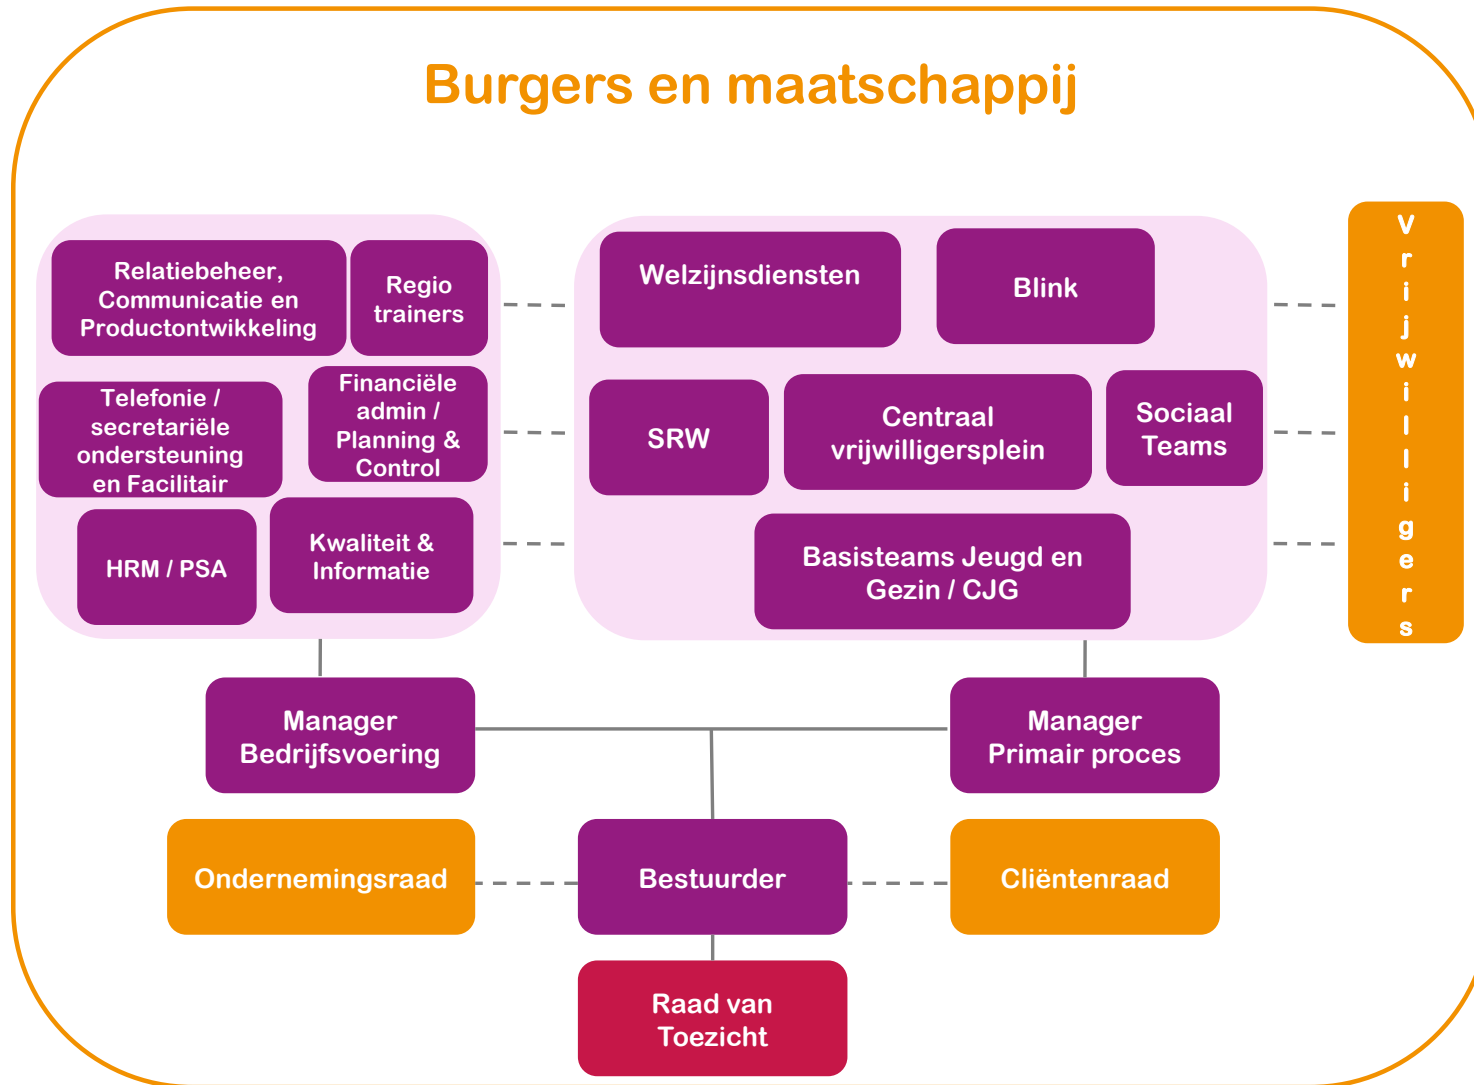 Burgers en maatschappij
Relatiebeheer,
Communicatie en
Productontwikkeling
Regio
trainers
Telefonie /
secretariële
ondersteuning
en Facilitair
Financiële
admin /
Planning &
Control
HRM / PSA
Kwaliteit &
Informatie
Welzijnsdiensten
Blink
SRW
Centraal
vrijwilligersplein
Sociaal
Teams
Basisteams Jeugd en
Gezin / CJG
V
r
i
j
w
i
l
l
i
g
e
r
s
Manager
Bedrijfsvoering
Manager
Primair proces
Ondernemingsraad
Bestuurder
Cliëntenraad
Raad van
Toezicht